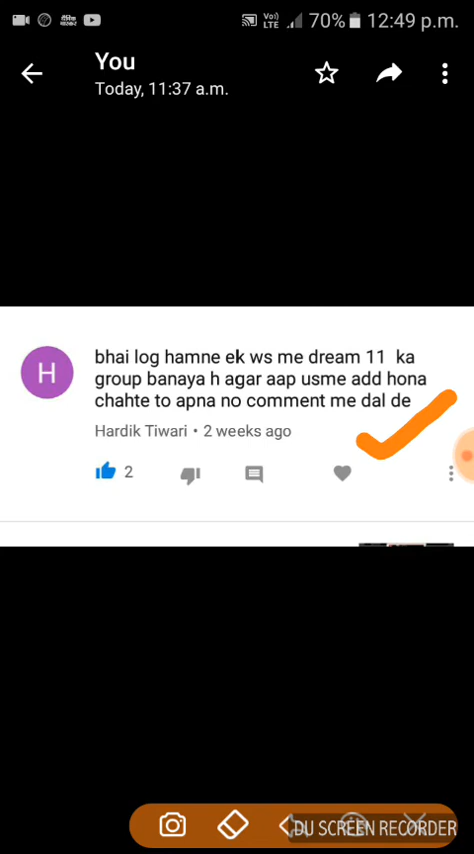 Vo)) LTE 70% 12:49 p.m.
You
Today, 11:37 a.m.
H
bhai log hamne ek ws me dream 11 ka
group banaya h agar aap usme add hona
chahte to apna no comment me dal de
Hardik Tiwari • 2 weeks ago
2
DU SCREEN RECORDER